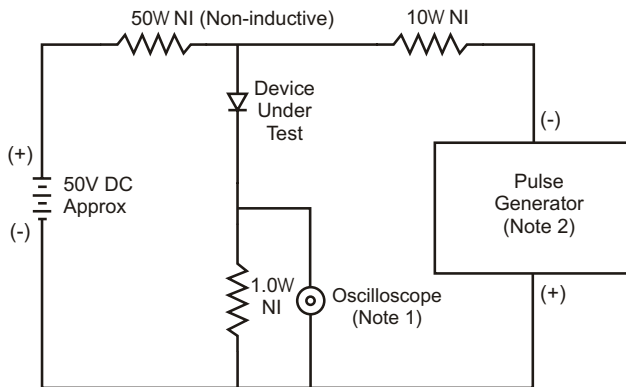 50W NI (Non-inductive)
10W NI
Device
Under
Test
(-)
(+)
50V DC
Approx
(-)
Pulse
Generator
(Note 2)
1.0W
NI
Oscilloscope
(Note 1)
(+)